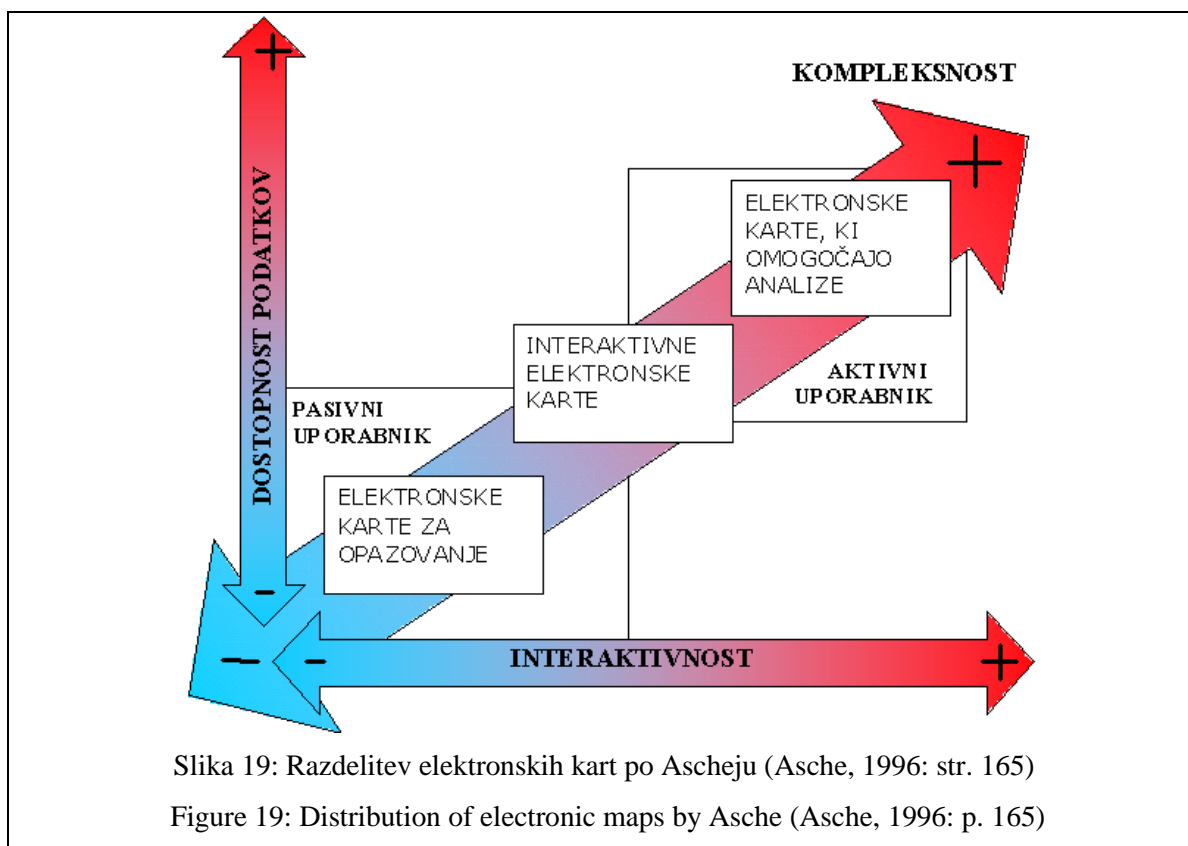 +
KOMPLEKSNOST
+
DOSTOPNOST PODATKOV
ELEKTRONSKE
KARTE, KI
OMOGOČAJO
ANALIZE
INTERAKTIVNE
ELEKTRONSKE
KARTE
AKTIVNI
UPORABNIK
PASIVNI
UPORABNIK
ELEKTRONSKE
KARTE ZA
OPAZOVANJE
-
-
-
INTERAKTIVNOST
+
Slika 19: Razdelitev elektronskih kart po Ascheju (Asche, 1996: str. 165)
Figure 19: Distribution of electronic maps by Asche (Asche, 1996: p. 165)